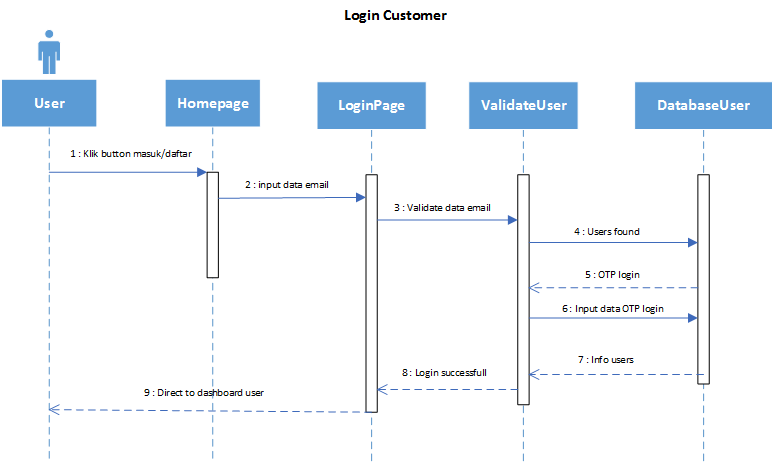 Login Customer
User
Homepage
LoginPage
ValidateUser
DatabaseUser
1 : Klik button masuk/daftar
2 : input data email
3 : Validate data email
4 : Users found
5 : OTP login
6 : Input data OTP login
7 : Info users
8 : Login successfull
9 : Direct to dashboard user